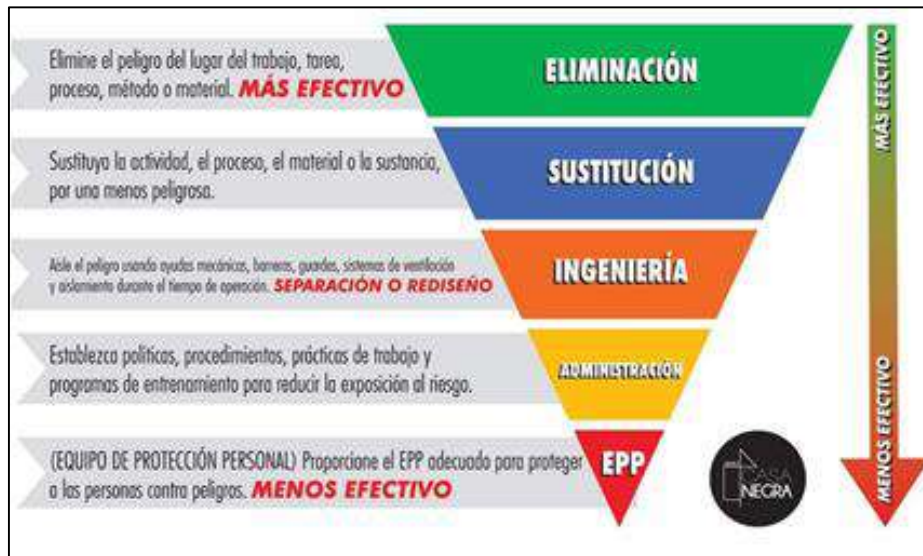 Elimine el peligro del lugar del trabajo, tarea,
proceso, método o material. MÁS EFECTIVO
ELIMINACIÓN
Sustituya la actividad, el proceso, el material o la sustancia,
por una menos peligrosa.
SUSTITUCIÓN
Aisle el peligro usando ayudas mecánicas, barreras, guardas, sistemas de ventilación
y aislamiento durante el tiempo de operación. SEPARACIÓN O REDISEÑO
INGENIERÍA
Establezca políticas, procedimientos, prácticas de trabajo y
programas de entrenamiento para reducir la exposición al riesgo.
ADMINISTRACIÓN
(EQUIPO DE PROTECCIÓN PERSONAL) Proporcione el EPP adecuado para proteger
a las personas contra peligros. MENOS EFECTIVO
EPP
MÁS EFECTIVO
MENOS EFECTIVO
CASA
NEGRA